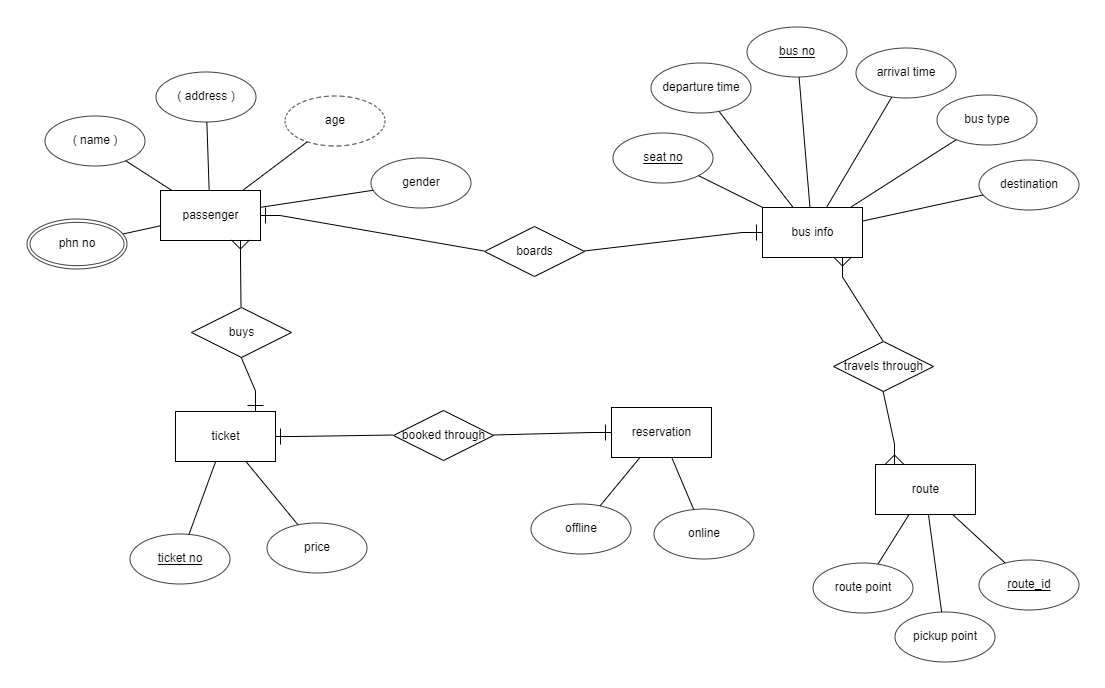 bus no
arrival time
departure time
( address )
age
bus type
( name )
seat no
gender
destination
passenger
bus info
phn no
boards
buys
travels through
ticket
booked through
reservation
route
offline
online
price
ticket no
route point
route_id
pickup point